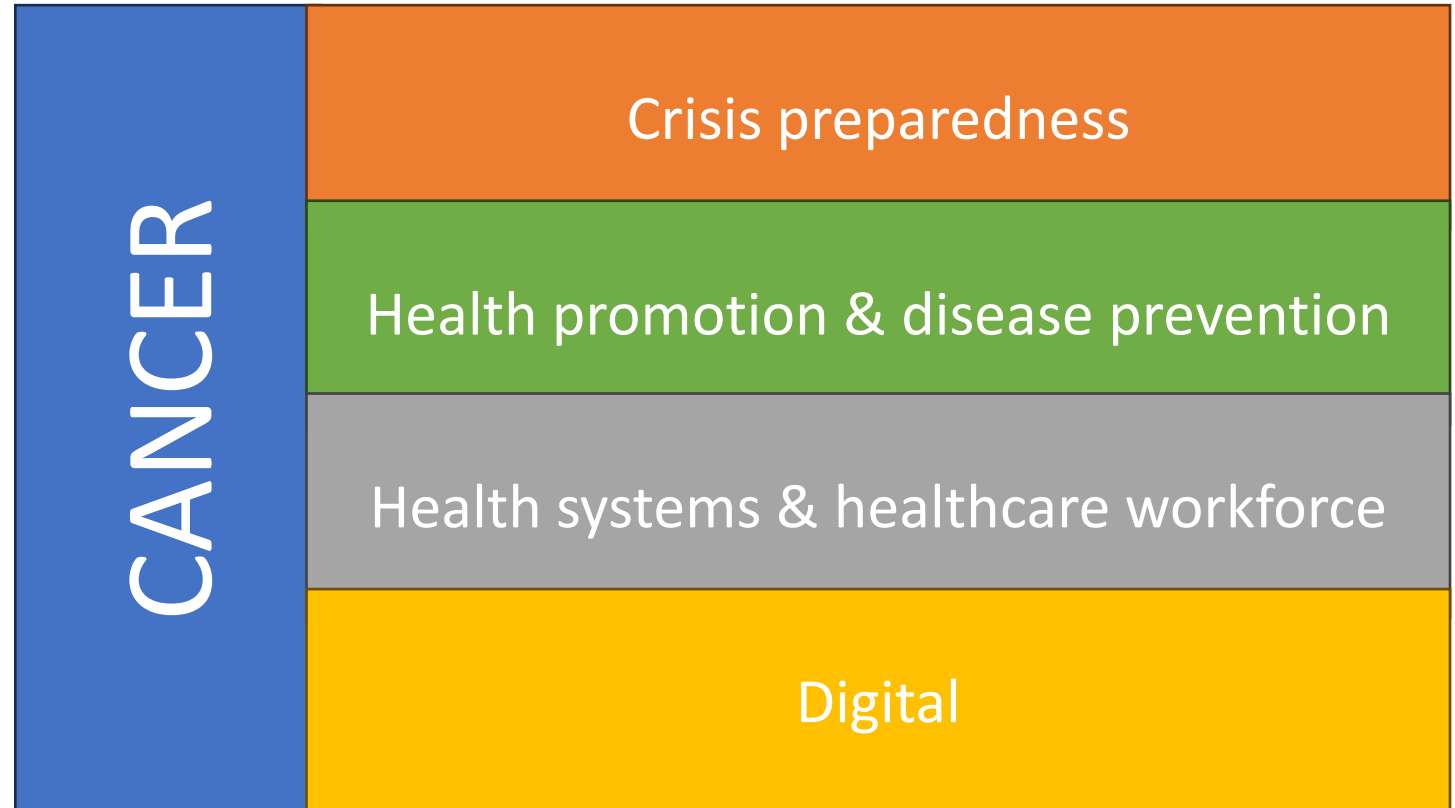 CANCER
Crisis preparedness
Health promotion & disease prevention
Health systems & healthcare workforce
Digital